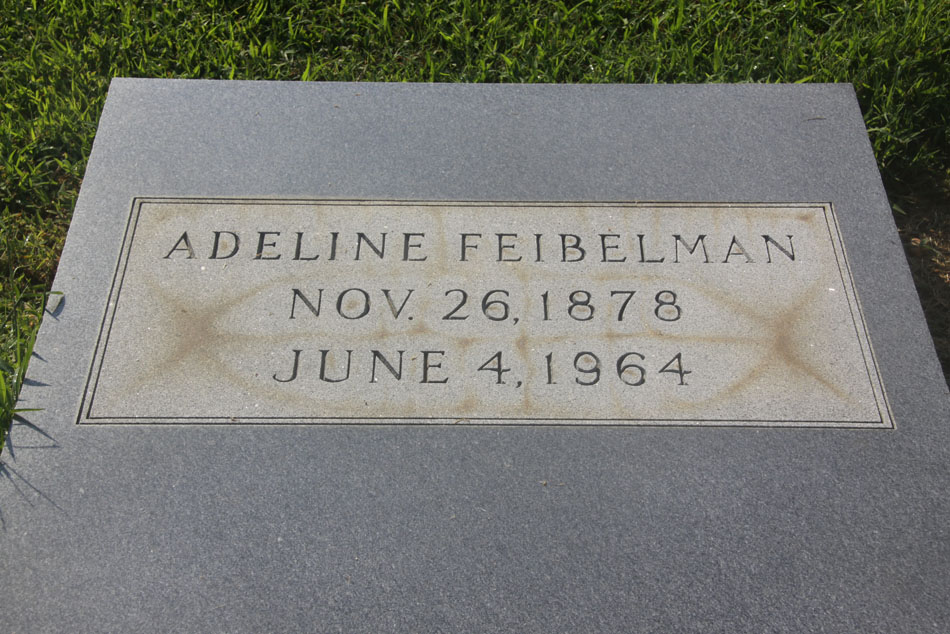 ADELINE FEIBELMAN
NOV. 26, 1878
JUNE 4, 1964